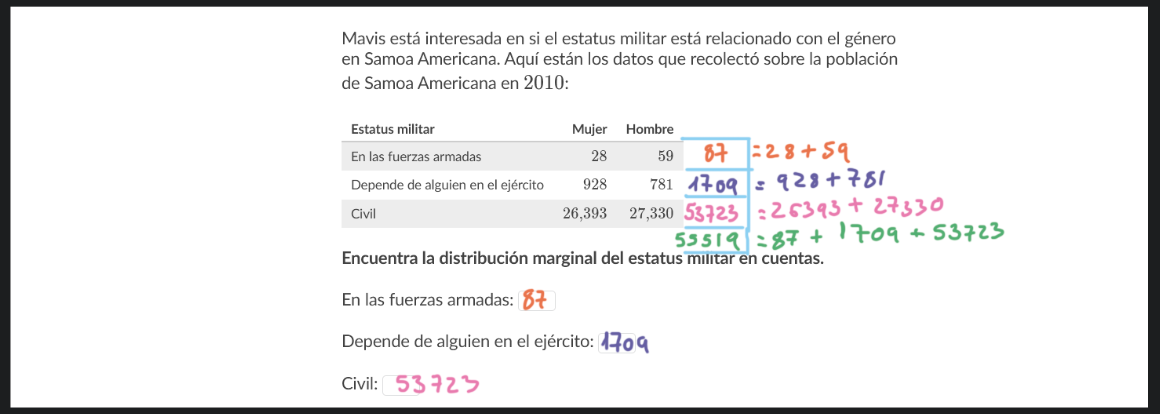 Mavis está interesada en si el estatus militar está relacionado con el género
en Samoa Americana. Aquí están los datos que recolectó sobre la población
de Samoa Americana en 2010:
Estatus militar Mujer Hombre
En las fuerzas armadas 28 59 87 = 28 + 59
Depende de alguien en el ejército 928 781 1709 = 928 + 781
Civil 26,393 27,330 53723 = 26393 + 27330
55519 = 87 + 1709 + 53723
Encuentra la distribución marginal del estatus militar en cuentas.
En las fuerzas armadas: 87
Depende de alguien en el ejército: 1709
Civil: 53723